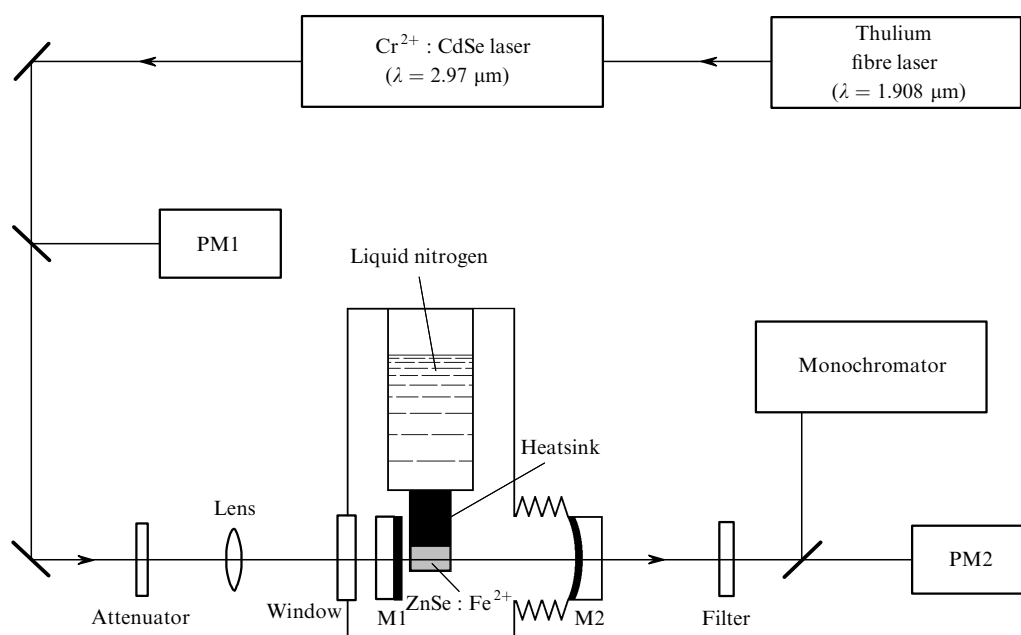 Cr²⁺ : CdSe laser
(λ = 2.97 μm)
Thulium
fibre laser
(λ = 1.908 μm)
PM1
Liquid nitrogen
Monochromator
Heatsink
Lens
PM2
Attenuator
Window
M1
ZnSe : Fe²⁺
M2
Filter